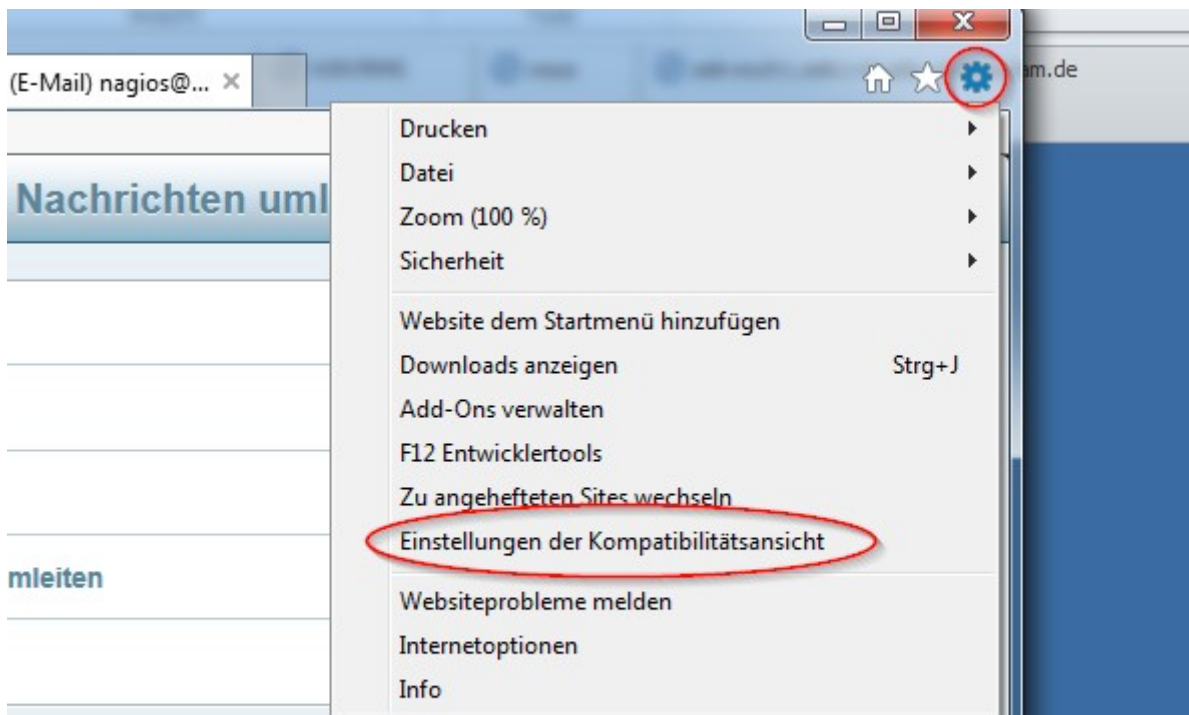 am.de
(E-Mail) nagios@...
Nachrichten uml
mleiten
Drucken
Datei
Zoom (100 %)
Sicherheit
Website dem Startmenü hinzufügen
Downloads anzeigen Strg+J
Add-Ons verwalten
F12 Entwicklertools
Zu angehefteten Sites wechseln
Einstellungen der Kompatibilitätsansicht
Websiteprobleme melden
Internetoptionen
Info